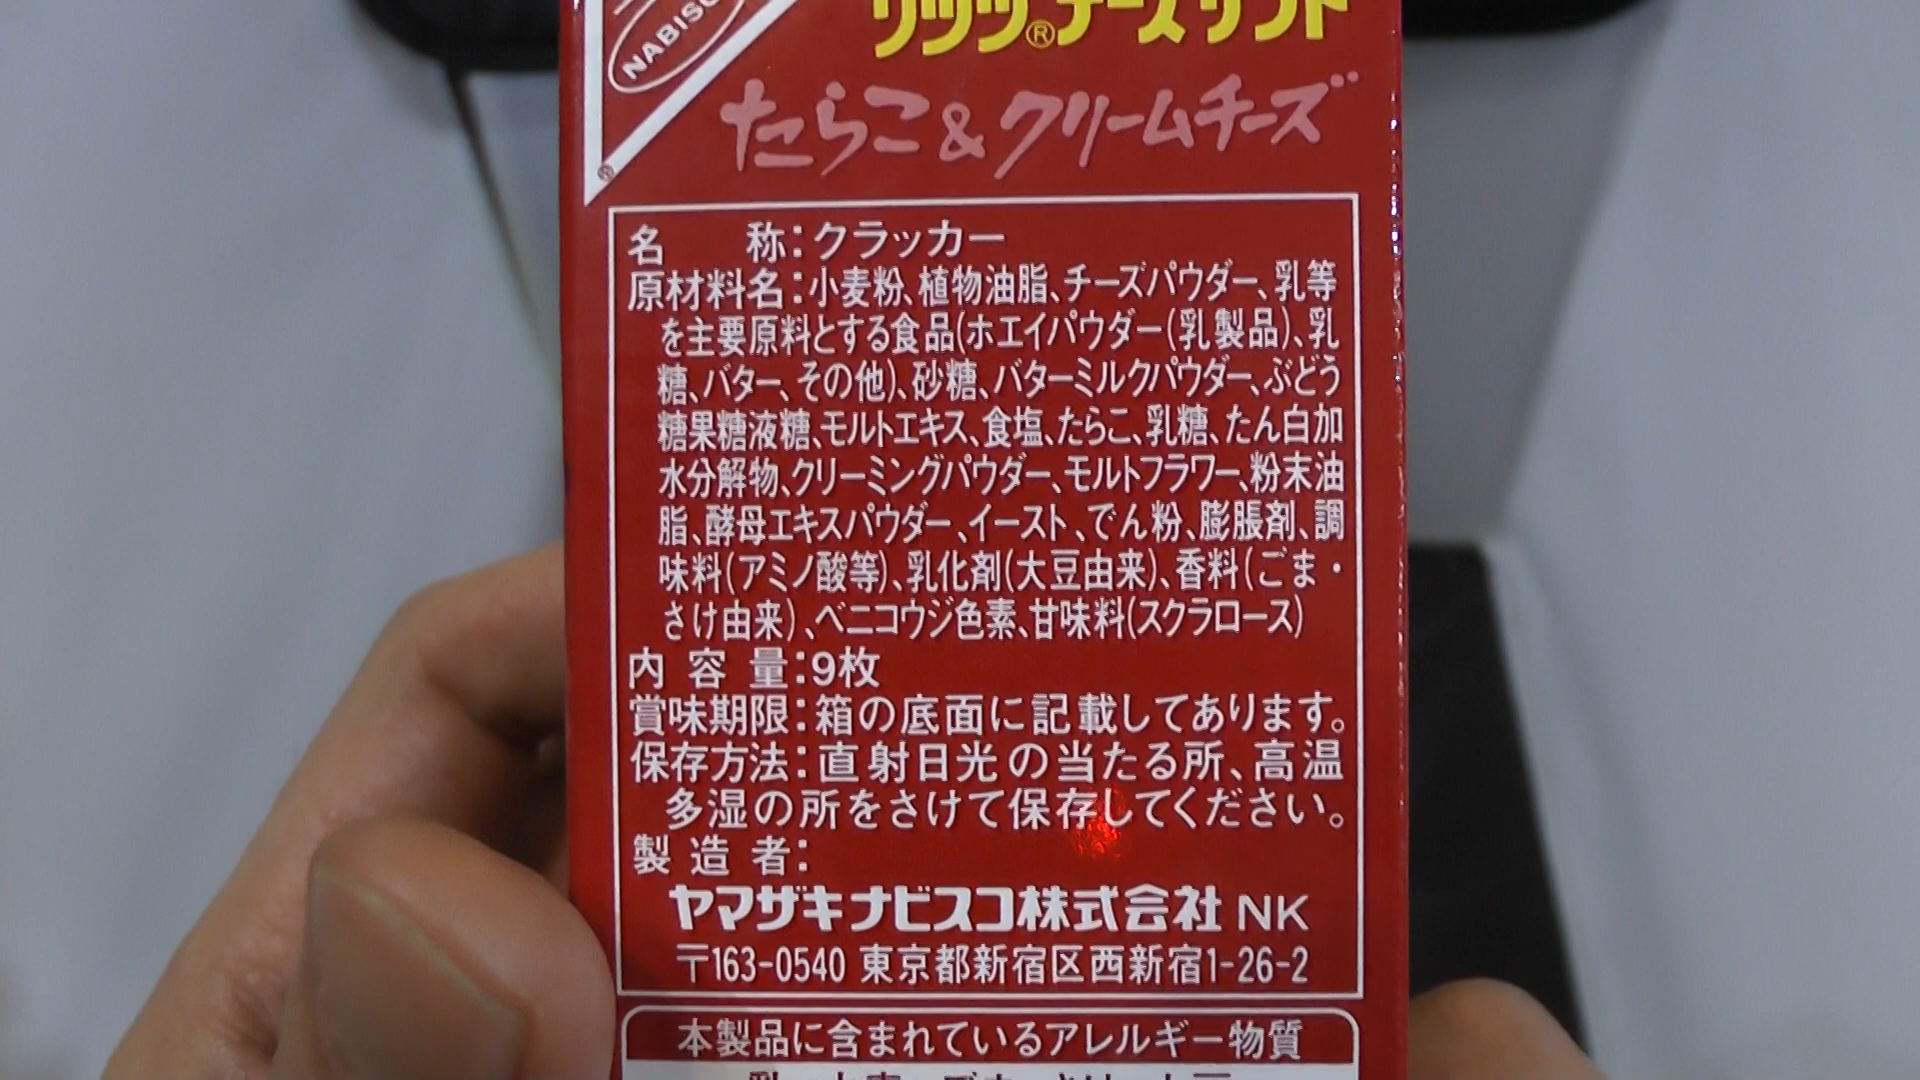 NABISCO
リッツ®チーズサンド
たらこ&クリームチーズ
名 称:クラッカー
原材料名:小麦粉、植物油脂、チーズパウダー、乳等
を主要原料とする食品(ホエイパウダー(乳製品)、乳
糖、バター、その他)、砂糖、バターミルクパウダー、ぶどう
糖果糖液糖、モルトエキス、食塩、たらこ、乳糖、たん白加
水分解物、クリーミングパウダー、モルトフラワー、粉末油
脂、酵母エキスパウダー、イースト、でん粉、膨脹剤、調
味料(アミノ酸等)、乳化剤(大豆由来)、香料(ごま・
さけ由来)、ベニコウジ色素、甘味料(スクラロース)
内 容 量:9枚
賞味期限:箱の底面に記載してあります。
保存方法:直射日光の当たる所、高温
多湿の所をさけて保存してください。
製 造 者:
ヤマザキナビスコ株式会社 NK
〒163-0540 東京都新宿区西新宿1-26-2
本製品に含まれているアレルギー物質